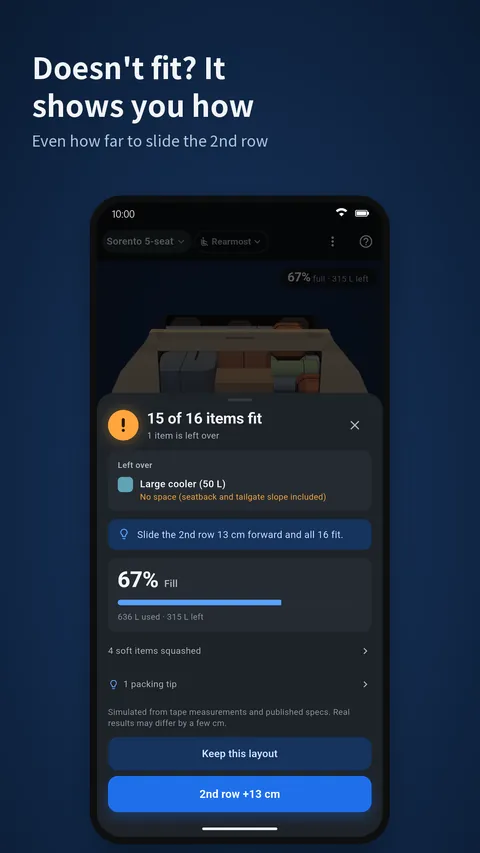 Doesn't fit? It
shows you how
Even how far to slide the 2nd row
10:00
Sorento 5-seat
Rearmost
67% full · 315 L left
15 of 16 items fit
1 item is left over
Left over
Large cooler (50 L)
No space (seatback and tailgate slope included)
Slide the 2nd row 13 cm forward and all 16 fit.
67% Fill
636 L used · 315 L left
4 soft items squashed
1 packing tip
Simulated from tape measurements and published specs. Real
results may differ by a few cm.
Keep this layout
2nd row +13 cm